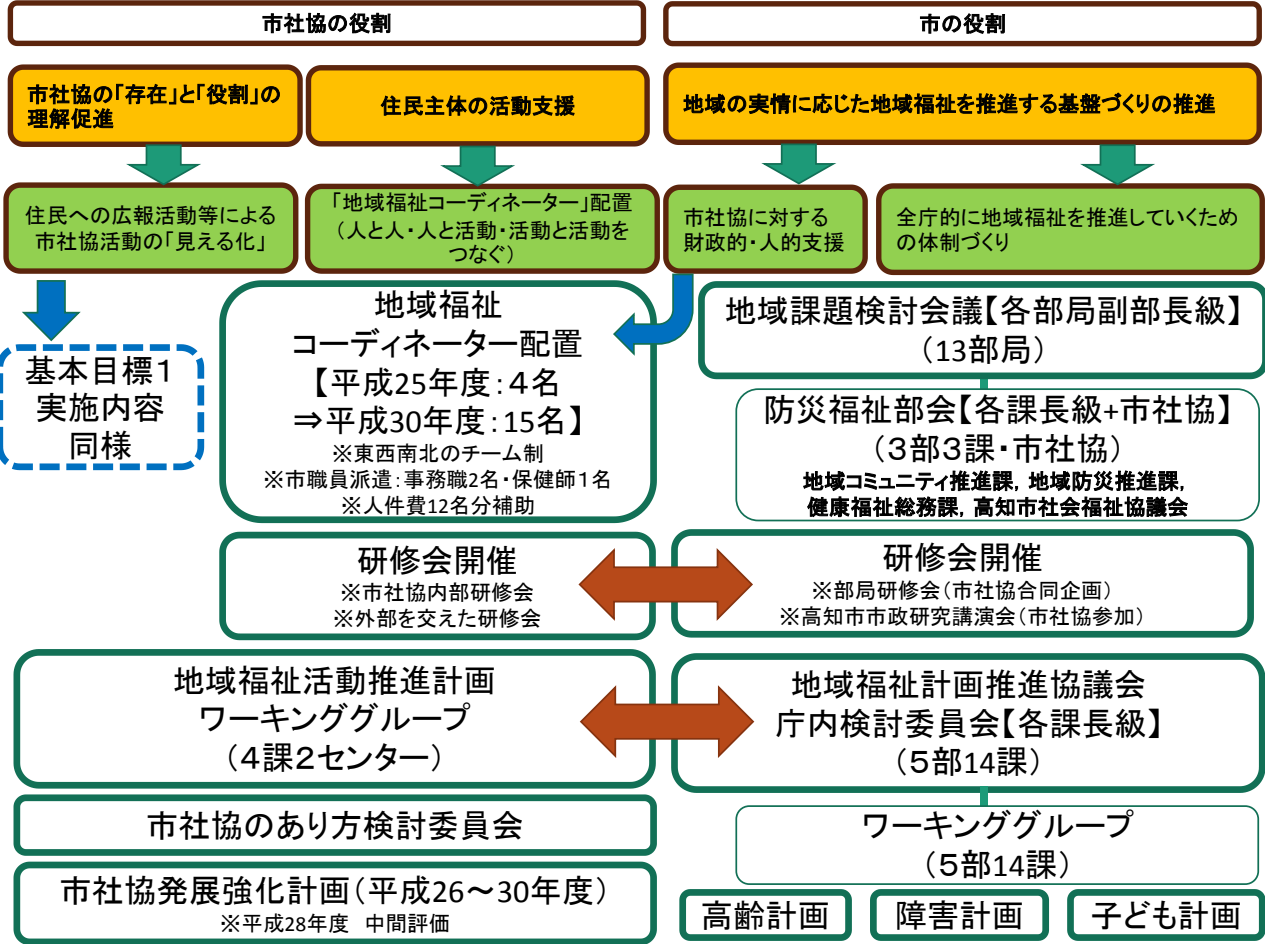 市社協の役割
市の役割
市社協の「存在」と「役割」の
理解促進
住民主体の活動支援
地域の実情に応じた地域福祉を推進する基盤づくりの推進
住民への広報活動等による
市社協活動の「見える化」
「地域福祉コーディネーター」配置
（人と人・人と活動・活動と活動を
つなぐ）
市社協に対する
財政的・人的支援
全庁的に地域福祉を推進していくため
の体制づくり
基本目標１
実施内容
同様
地域福祉
コーディネーター配置
【平成25年度：４名
⇒平成30年度：15名】
※東西南北のチーム制
※市職員派遣：事務職2名・保健師１名
※人件費12名分補助
地域課題検討会議【各部局副部長級】
（13部局）
防災福祉部会【各課長級+市社協】
（３部３課・市社協）
地域コミュニティ推進課，地域防災推進課，
健康福祉総務課，高知市社会福祉協議会
研修会開催
※市社協内部研修会
※外部を交えた研修会
研修会開催
※部局研修会（市社協合同企画）
※高知市市政研究講演会（市社協参加）
地域福祉活動推進計画
ワーキンググループ
（４課２センター）
地域福祉計画推進協議会
庁内検討委員会【各課長級】
（５部14課）
市社協のあり方検討委員会
ワーキンググループ
（５部14課）
市社協発展強化計画（平成26～30年度）
※平成28年度　中間評価
高齢計画
障害計画
子ども計画